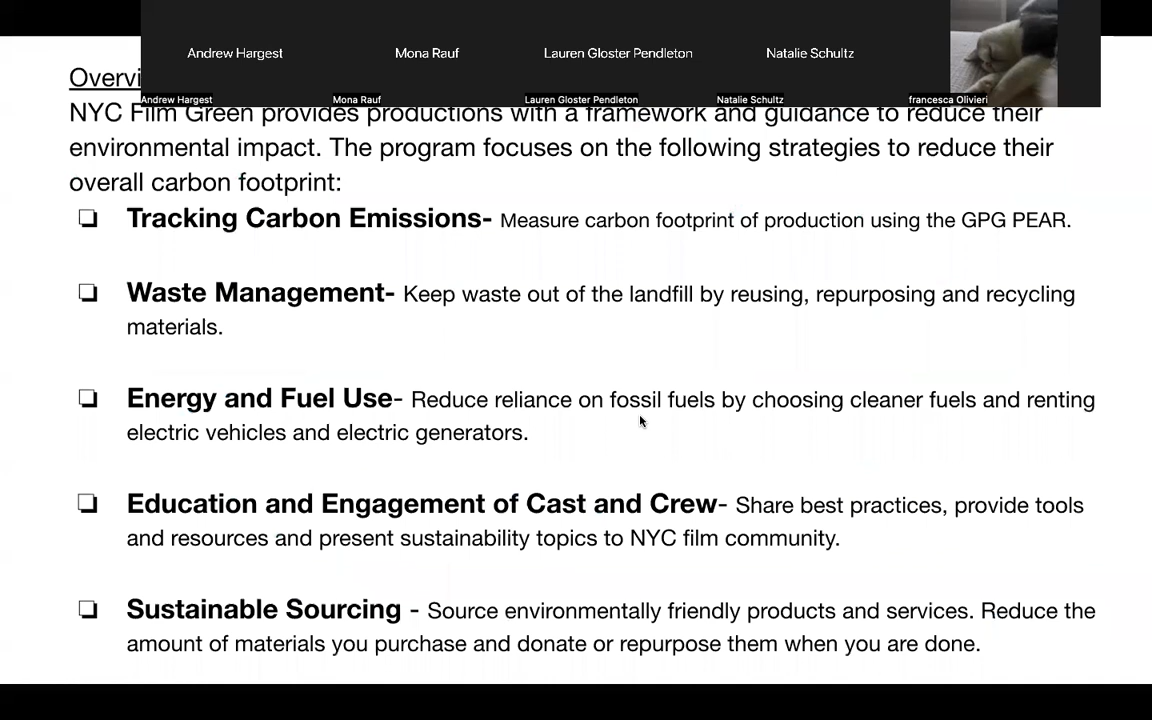 Andrew Hargest Mona Rauf Lauren Gloster Pendleton Natalie Schultz
Andrew Hargest Mona Rauf Lauren Gloster Pendleton Natalie Schultz francesca Olivieri
Overvi
NYC Film Green provides productions with a framework and guidance to reduce their
environmental impact. The program focuses on the following strategies to reduce their
overall carbon footprint:
❏ Tracking Carbon Emissions- Measure carbon footprint of production using the GPG PEAR.
❏ Waste Management- Keep waste out of the landfill by reusing, repurposing and recycling
materials.
❏ Energy and Fuel Use- Reduce reliance on fossil fuels by choosing cleaner fuels and renting
electric vehicles and electric generators.
❏ Education and Engagement of Cast and Crew- Share best practices, provide tools
and resources and present sustainability topics to NYC film community.
❏ Sustainable Sourcing - Source environmentally friendly products and services. Reduce the
amount of materials you purchase and donate or repurpose them when you are done.